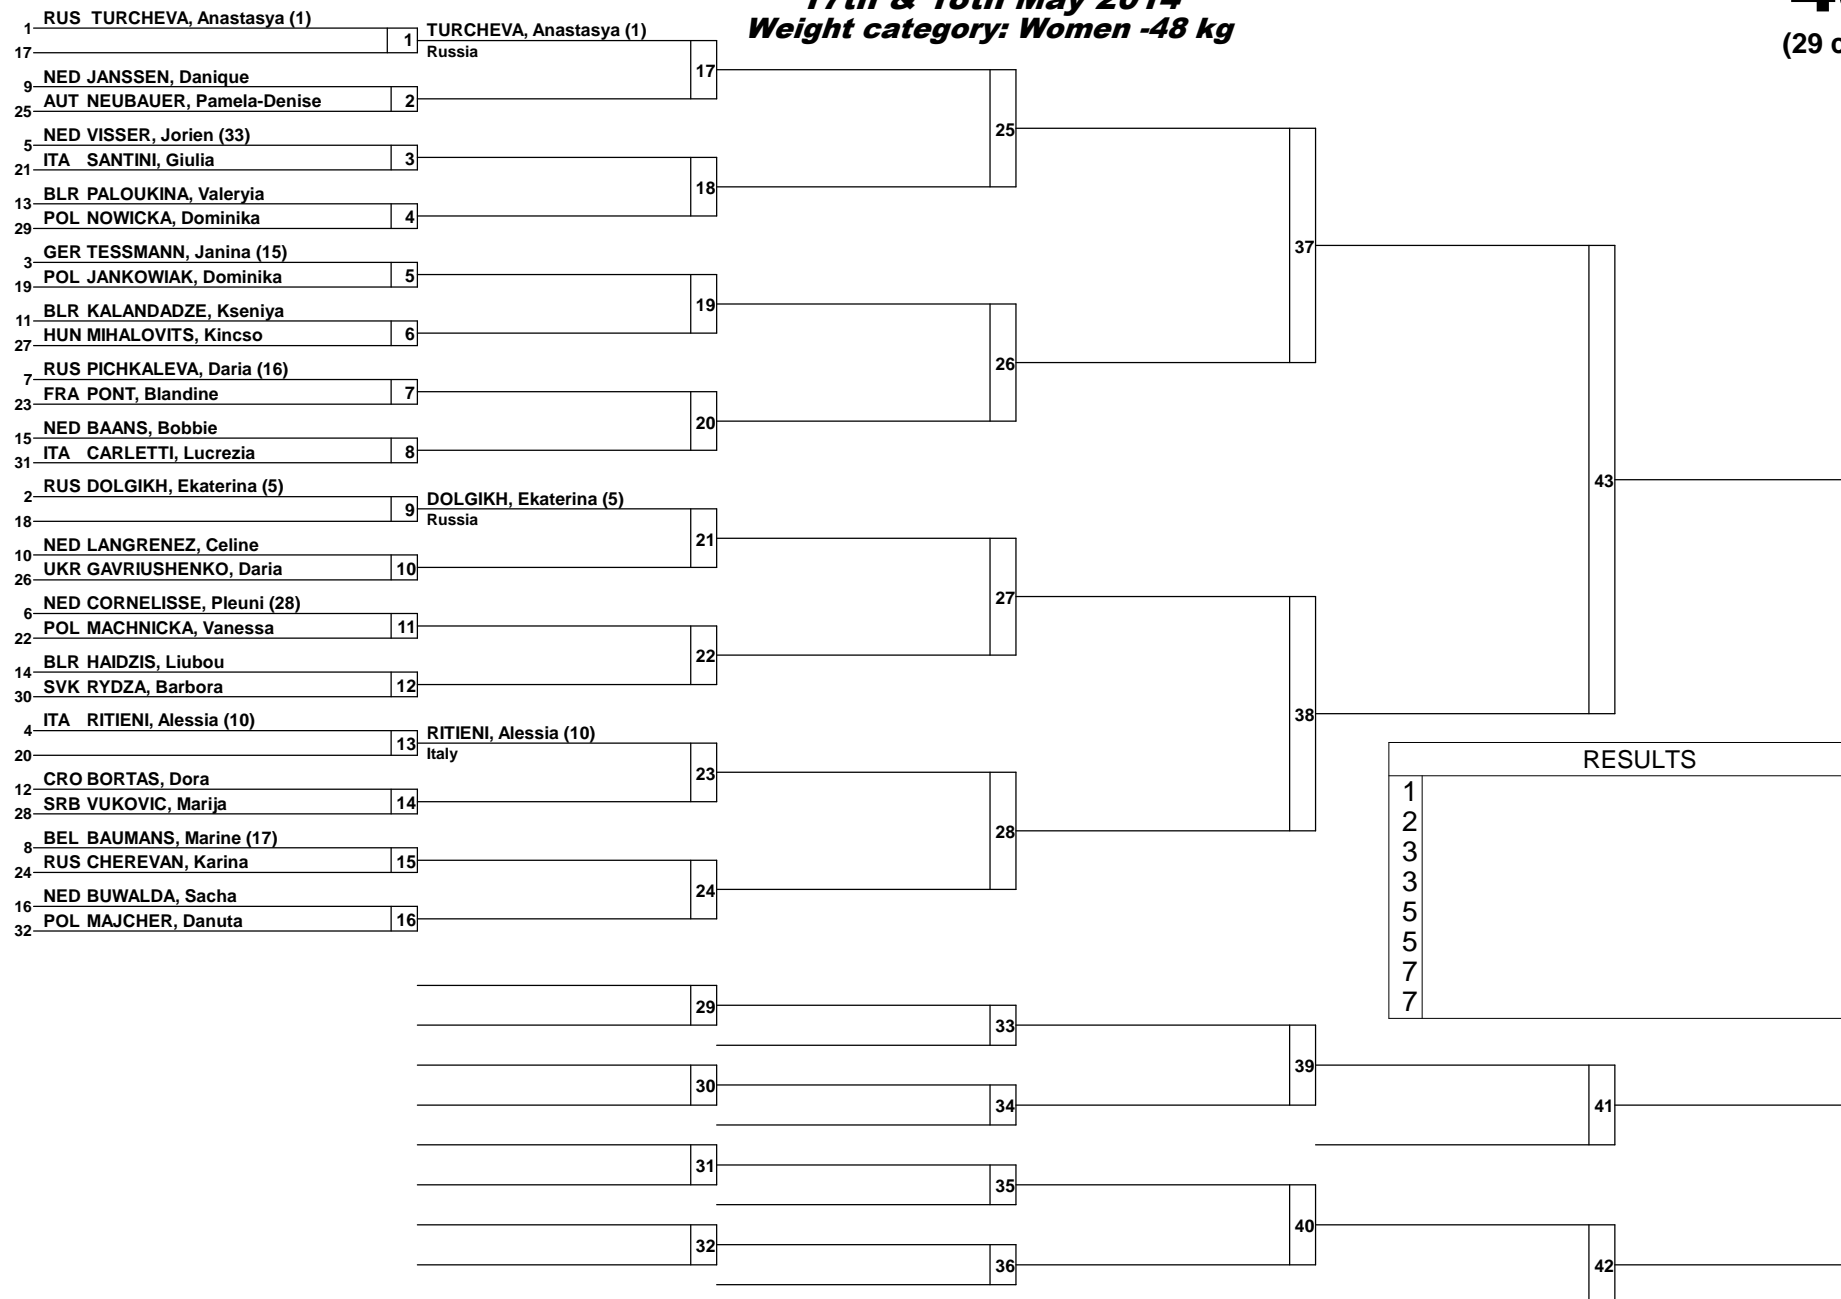 17th & 18th May 2014
Weight category: Women -48 kg
(29 c
1 RUS TURCHEVA, Anastasya (1)
17
1
TURCHEVA, Anastasya (1)
Russia
9 NED JANSSEN, Danique
25 AUT NEUBAUER, Pamela-Denise
2
17
5 NED VISSER, Jorien (33)
21 ITA SANTINI, Giulia
3
13 BLR PALOUKINA, Valeryia
29 POL NOWICKA, Dominika
4
18
25
3 GER TESSMANN, Janina (15)
19 POL JANKOWIAK, Dominika
5
11 BLR KALANDADZE, Kseniya
27 HUN MIHALOVITS, Kincso
6
19
7 RUS PICHKALEVA, Daria (16)
23 FRA PONT, Blandine
7
15 NED BAANS, Bobbie
31 ITA CARLETTI, Lucrezia
8
20
26
37
2 RUS DOLGIKH, Ekaterina (5)
18
9
DOLGIKH, Ekaterina (5)
Russia
10 NED LANGRENEZ, Celine
26 UKR GAVRIUSHENKO, Daria
10
21
6 NED CORNELISSE, Pleuni (28)
22 POL MACHNICKA, Vanessa
11
14 BLR HAIDZIS, Liubou
30 SVK RYDZA, Barbora
12
22
27
4 ITA RITIENI, Alessia (10)
20
13
RITIENI, Alessia (10)
Italy
12 CRO BORTAS, Dora
28 SRB VUKOVIC, Marija
14
23
8 BEL BAUMANS, Marine (17)
24 RUS CHEREVAN, Karina
15
16 NED BUWALDA, Sacha
32 POL MAJCHER, Danuta
16
24
28
38
43
RESULTS
1
2
3
3
5
5
7
7
29
33
30
34
39
41
31
35
32
36
40
42